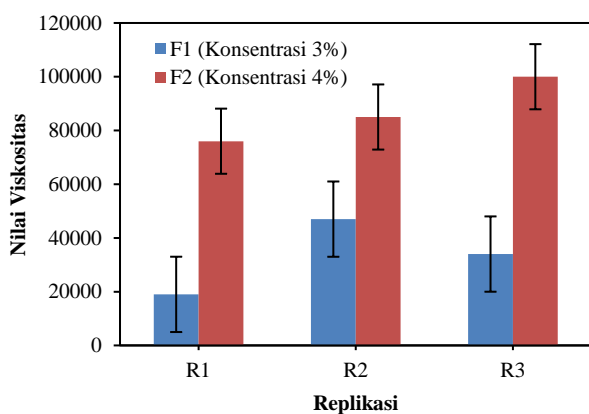 120000
100000
80000
60000
40000
20000
0
Nilai Viskositas
F1 (Konsentrasi 3%)
F2 (Konsentrasi 4%)
R1 R2 R3
Replikasi